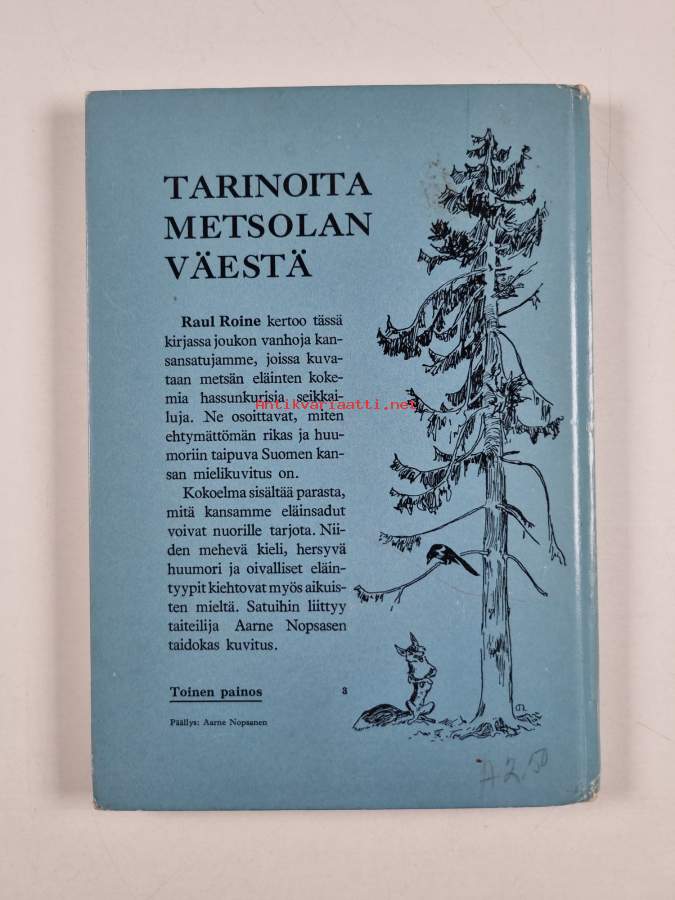 TARINOITA
METSOLAN
VÄESTÄ
Raul Roine kertoo tässä
kirjassa joukon vanhoja kan-
sansatujamme, joissa kuva-
taan metsän eläinten koke-
mia hassunkurisia seikkai-
luja. Ne osoittavat, miten
ehtymättömän rikas ja huu-
moriin taipuva Suomen kan-
san mielikuvitus on.
Kokoelma sisältää parasta,
mitä kansamme eläinsadut
voivat nuorille tarjota. Nii-
den mehevä kieli, hersyvä
huumori ja oivalliset eläin-
tyypit kiehtovat myös aikuis-
ten mieltä. Satuihin liittyy
taiteilija Aarne Nopsasen
taidokas kuvitus.
Toinen painos 3
Päällys: Aarne Nopsanen
A 2,50
Antikvariaatti.net